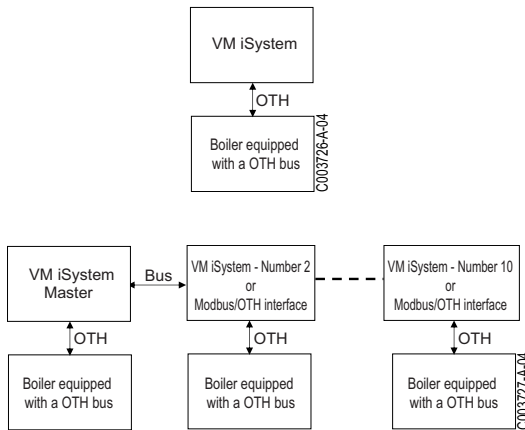 VM iSystem
OTH
Boiler equipped
with a OTH bus
C003726-A-04
VM iSystem
Master
Bus
VM iSystem - Number 2
or
Modbus/OTH interface
VM iSystem - Number 10
or
Modbus/OTH interface
OTH
OTH
OTH
Boiler equipped
with a OTH bus
Boiler equipped
with a OTH bus
Boiler equipped
with a OTH bus
C003727-A-04